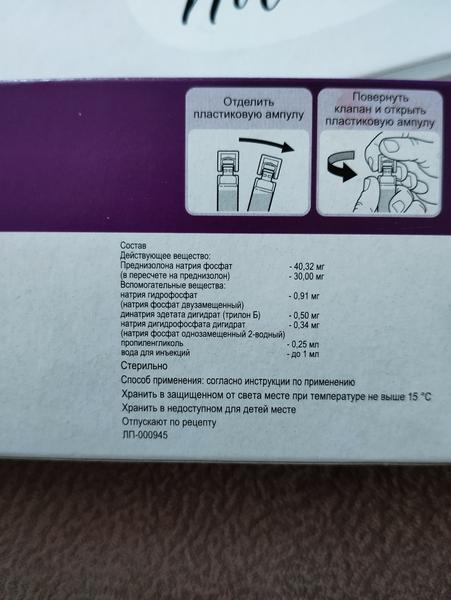 Отделить
пластиковую ампулу
Повернуть
клапан и открыть
пластиковую ампулу
Состав
Действующее вещество:
Преднизолона натрия фосфат - 40,32 мг
(в пересчете на преднизолон) - 30,00 мг
Вспомогательные вещества:
натрия гидрофосфат - 0,91 мг
(натрия фосфат двузамещенный)
динатрия эдетата дигидрат (трилон Б) - 0,50 мг
натрия дигидрофосфата дигидрат - 0,34 мг
(натрия фосфат однозамещенный 2-водный)
пропиленгликоль - 0,25 мл
вода для инъекций - до 1 мл
Стерильно
Способ применения: согласно инструкции по применению
Хранить в защищенном от света месте при температуре не выше 15 °С
Хранить в недоступном для детей месте
Отпускают по рецепту
ЛП-000945